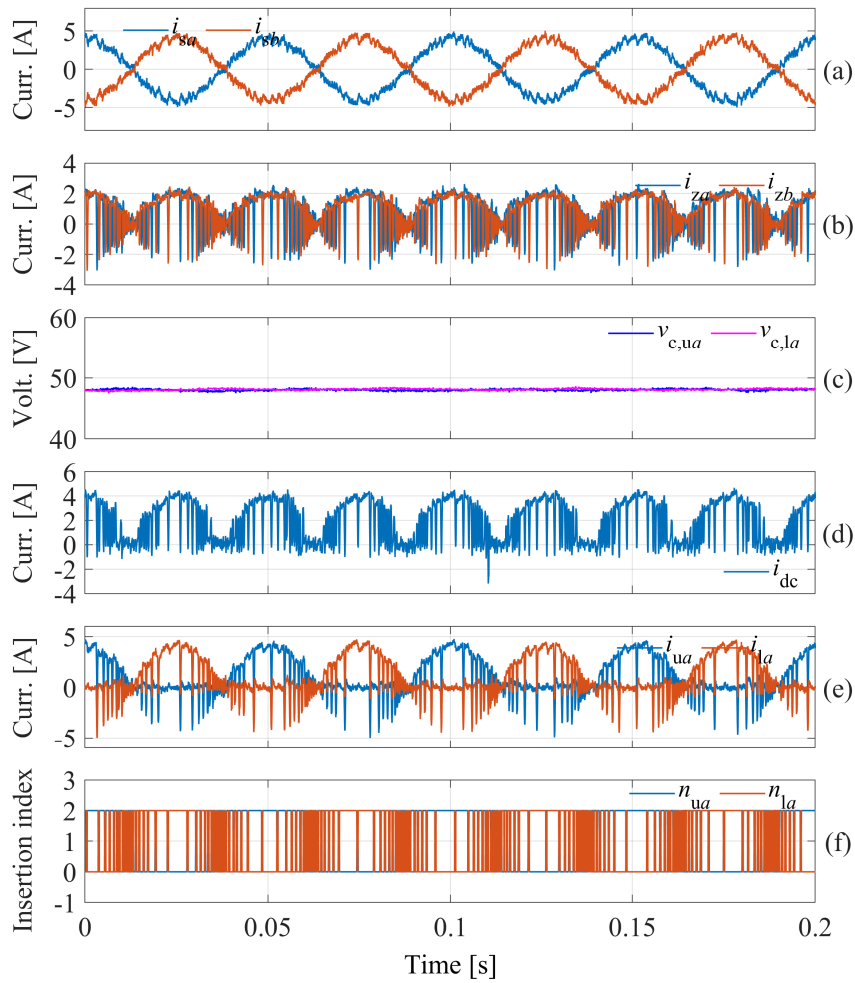 i_sa i_sb
5
0
-5
Curr. [A]
(a)
4
2
0
-2
-4
Curr. [A]
i_za i_zb
(b)
60
50
40
Volt. [V]
v_c,ua v_c,la
(c)
6
4
2
0
-2
-4
Curr. [A]
i_dc
(d)
5
0
-5
Curr. [A]
i_ua i_la
(e)
3
2
1
0
-1
Insertion index
n_ua n_la
(f)
0 0.05 0.1 0.15 0.2
Time [s]